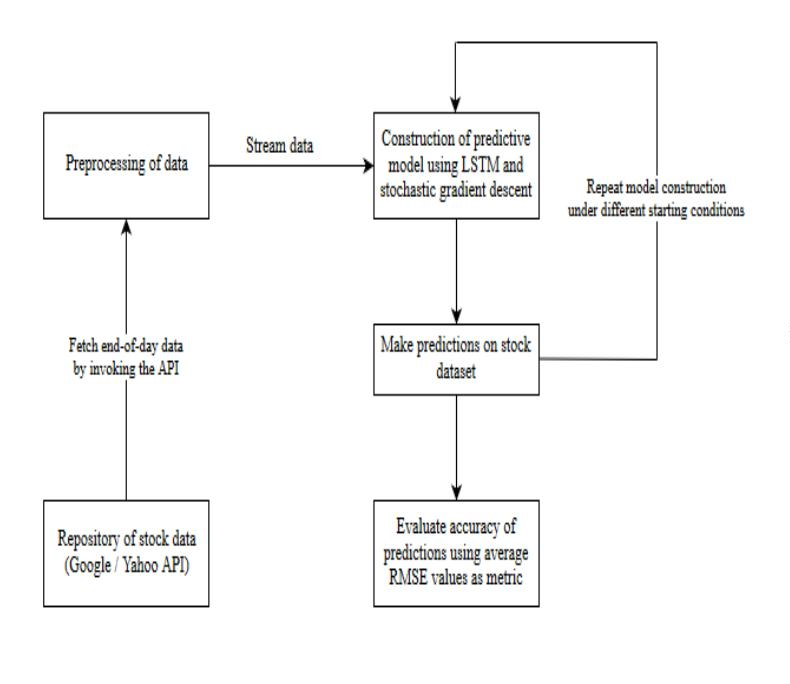 Preprocessing of data
Stream data
Construction of predictive
model using LSTM and
stochastic gradient descent
Repeat model construction
under different starting conditions
Fetch end-of-day data
by invoking the API
Make predictions on stock
dataset
Repository of stock data
(Google / Yahoo API)
Evaluate accuracy of
predictions using average
RMSE values as metric